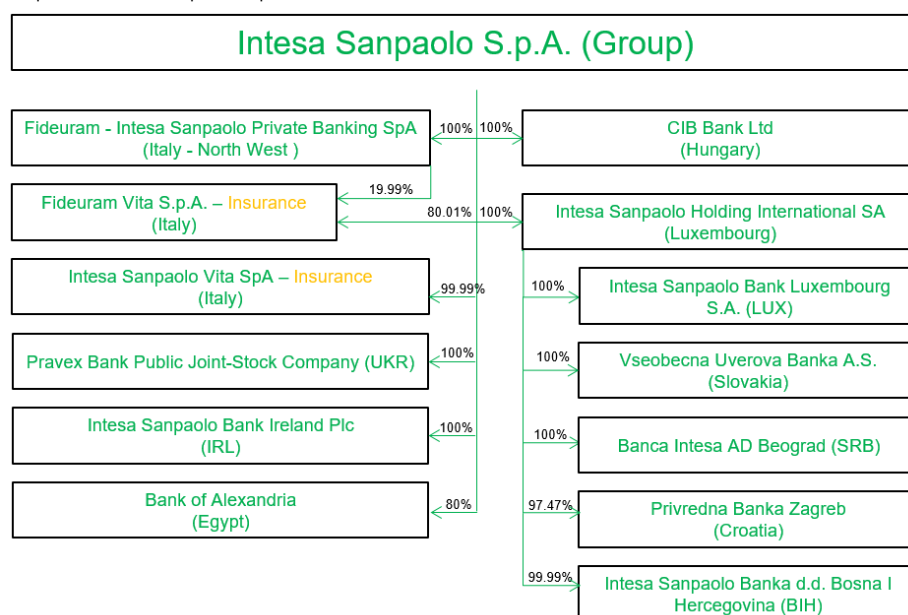 Intesa Sanpaolo S.p.A. (Group)
Fideuram - Intesa Sanpaolo Private Banking SpA
(Italy - North West )
100%
100%
CIB Bank Ltd
(Hungary)
19.99%
Fideuram Vita S.p.A. – Insurance
(Italy)
80.01%
100%
Intesa Sanpaolo Holding International SA
(Luxembourg)
Intesa Sanpaolo Vita SpA – Insurance
(Italy)
99.99%
100%
Intesa Sanpaolo Bank Luxembourg
S.A. (LUX)
Pravex Bank Public Joint-Stock Company (UKR)
100%
100%
Vseobecna Uverova Banka A.S.
(Slovakia)
Intesa Sanpaolo Bank Ireland Plc
(IRL)
100%
100%
Banca Intesa AD Beograd (SRB)
Bank of Alexandria
(Egypt)
80%
97.47%
Privredna Banka Zagreb
(Croatia)
99.99%
Intesa Sanpaolo Banka d.d. Bosna I
Hercegovina (BIH)